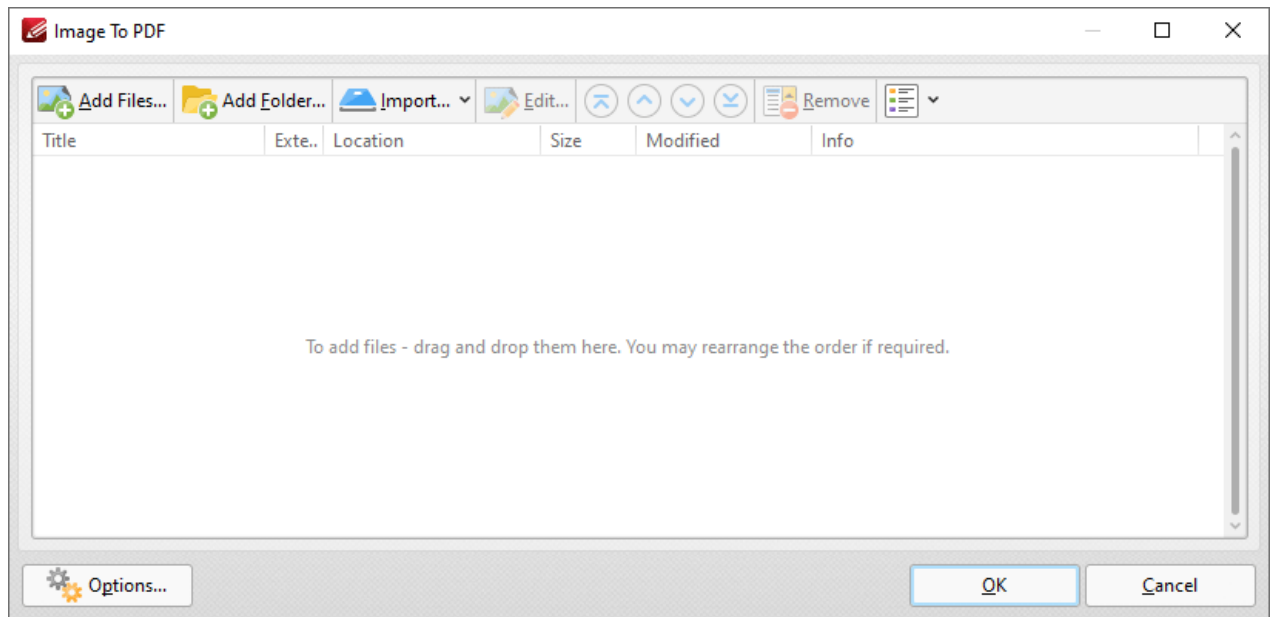 Image To PDF
Add Files... Add Folder... Import... Edit... Remove
Title Exte.. Location Size Modified Info
To add files - drag and drop them here. You may rearrange the order if required.
Options... OK Cancel